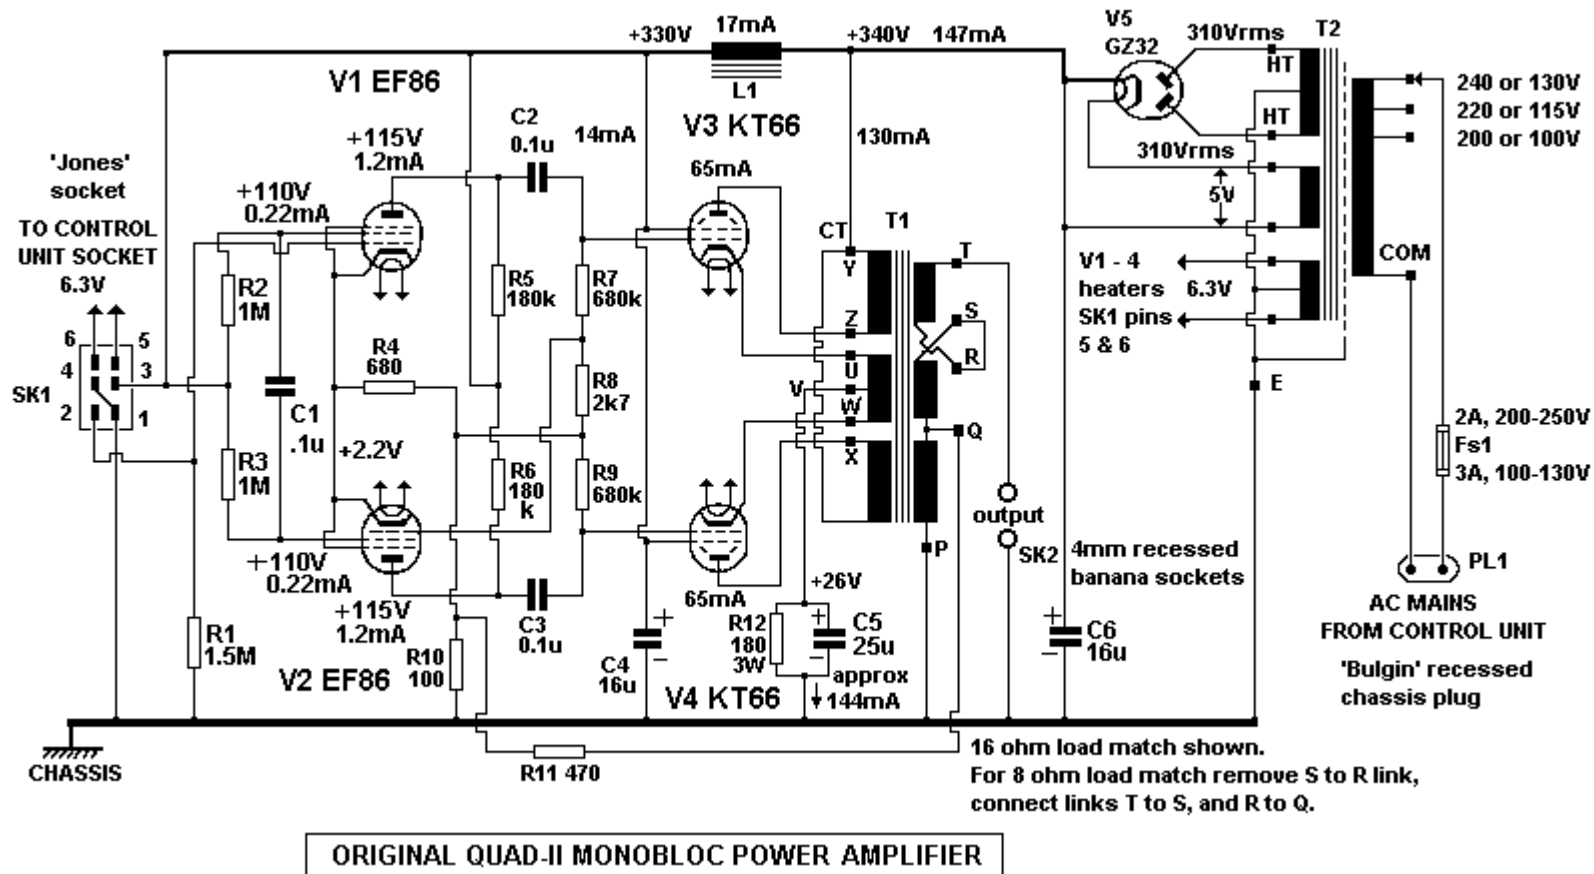 V5
GZ32
310Vrms
T2
HT
HT
310Vrms
5V
240 or 130V
220 or 115V
200 or 100V
COM
17mA
+330V
+340V
147mA
L1
V1 EF86
C2
0.1u
14mA
V3 KT66
130mA
65mA
+115V
1.2mA
'Jones'
socket
TO CONTROL
UNIT SOCKET
6.3V
+110V
0.22mA
6
5
4
3
2
1
SK1
R2
1M
C1
.1u
R3
1M
R4
680
+2.2V
R5
180k
R7
680k
R8
2k7
R6
180
k
R9
680k
CT
Y
Z
U
V
W
X
T1
T
S
R
Q
P
V1 - 4
heaters 6.3V
SK1 pins
5 & 6
E
2A, 200-250V
Fs1
3A, 100-130V
output
SK2
4mm recessed
banana sockets
PL1
AC MAINS
FROM CONTROL UNIT
'Bulgin' recessed
chassis plug
+110V
0.22mA
+115V
1.2mA
V2 EF86
R1
1.5M
R10
100
C3
0.1u
+
C4
–
16u
65mA
V4 KT66
+26V
R12
180
3W
+
C5
25u
–
approx
144mA
+
C6
–
16u
CHASSIS
R11 470
16 ohm load match shown.
For 8 ohm load match remove S to R link,
connect links T to S, and R to Q.
ORIGINAL QUAD-II MONOBLOC POWER AMPLIFIER